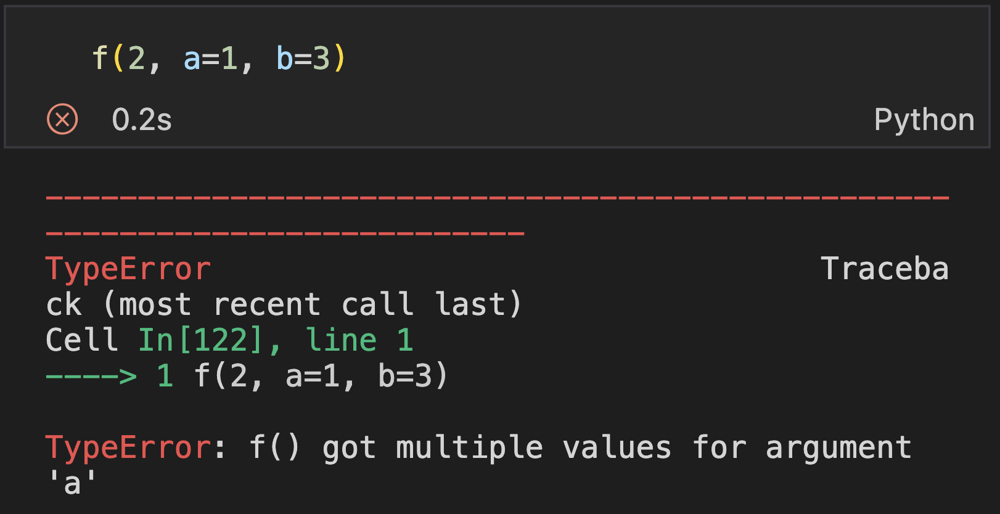 f(2, a=1, b=3)
0.2s
Python
-------------------------------------------------
--------------------------
TypeError Traceba
ck (most recent call last)
Cell In[122], line 1
----> 1 f(2, a=1, b=3)
TypeError: f() got multiple values for argument
'a'